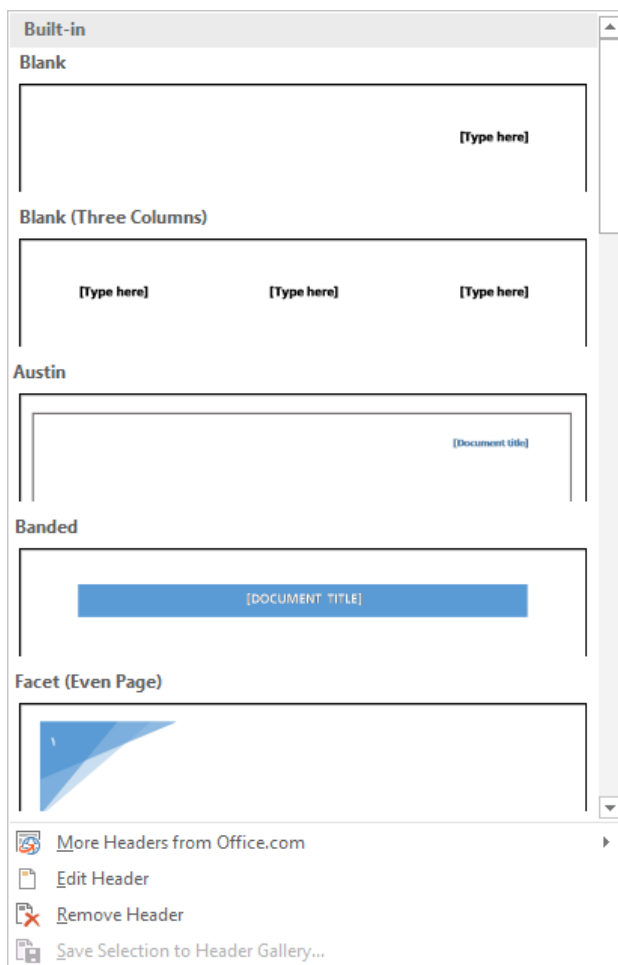 Built-in
Blank
[Type here]
Blank (Three Columns)
[Type here] [Type here] [Type here]
Austin
[Document title]
Banded
[DOCUMENT TITLE]
Facet (Even Page)
1
More Headers from Office.com
Edit Header
Remove Header
Save Selection to Header Gallery...